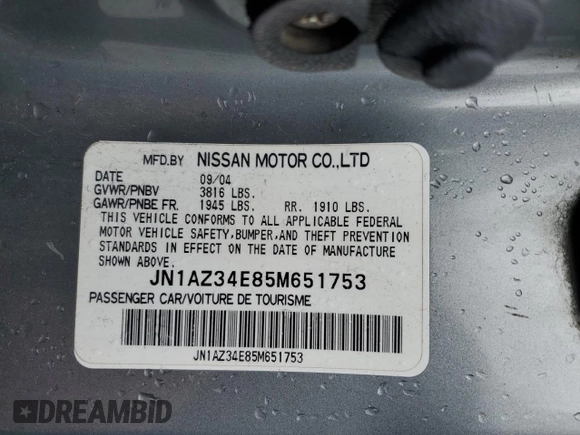 MFD.BY NISSAN MOTOR CO.,LTD
DATE 09/04
GVWR/PNBV 3816 LBS.
GAWR/PNBE FR. 1945 LBS. RR. 1910 LBS.
THIS VEHICLE CONFORMS TO ALL APPLICABLE FEDERAL
MOTOR VEHICLE SAFETY,BUMPER,AND THEFT PREVENTION
STANDARDS IN EFFECT ON THE DATE OF MANUFACTURE
SHOWN ABOVE.
JN1AZ34E85M651753
PASSENGER CAR/VOITURE DE TOURISME
JN1AZ34E85M651753
DREAMBID